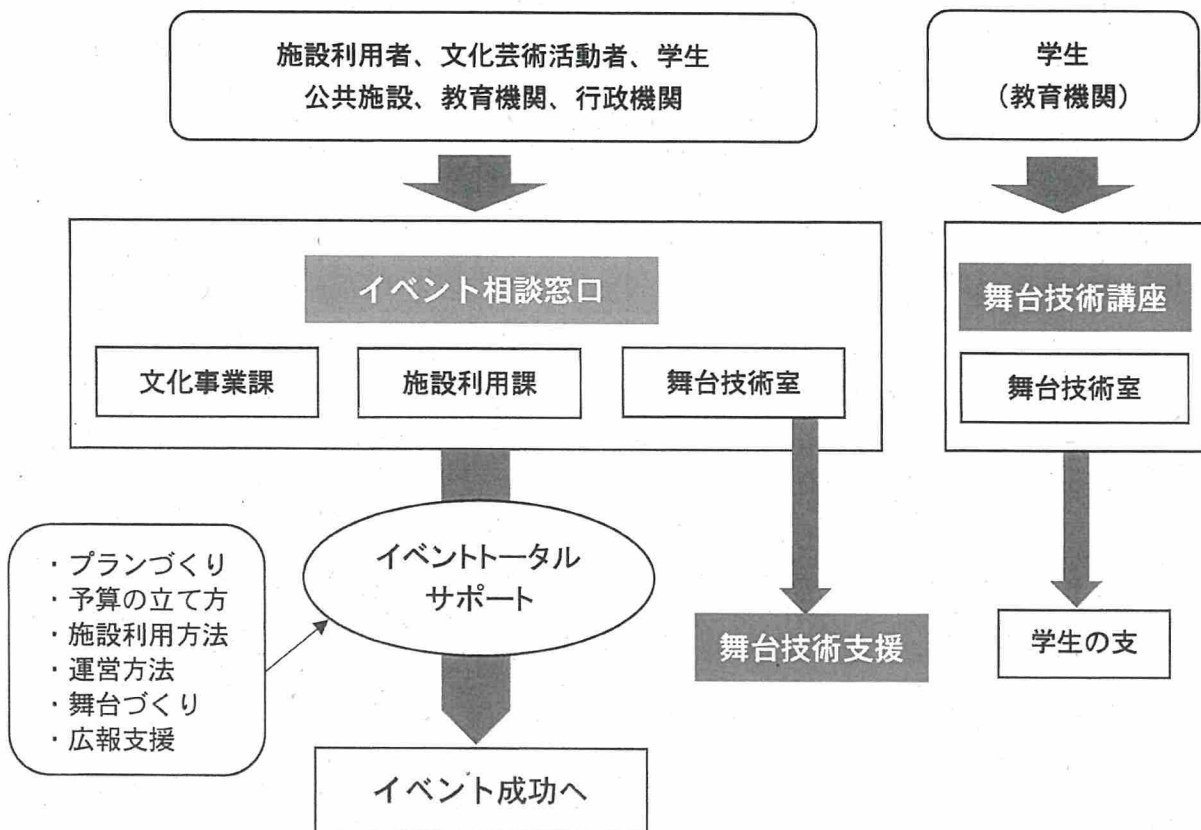 施設利用者、文化芸術活動者、学生
公共施設、教育機関、行政機関
学生
（教育機関）
イベント相談窓口
文化事業課
施設利用課
舞台技術室
舞台技術講座
舞台技術室
・プランづくり
・予算の立て方
・施設利用方法
・運営方法
・舞台づくり
・広報支援
イベントトータル
サポート
舞台技術支援
学生の支
イベント成功へ